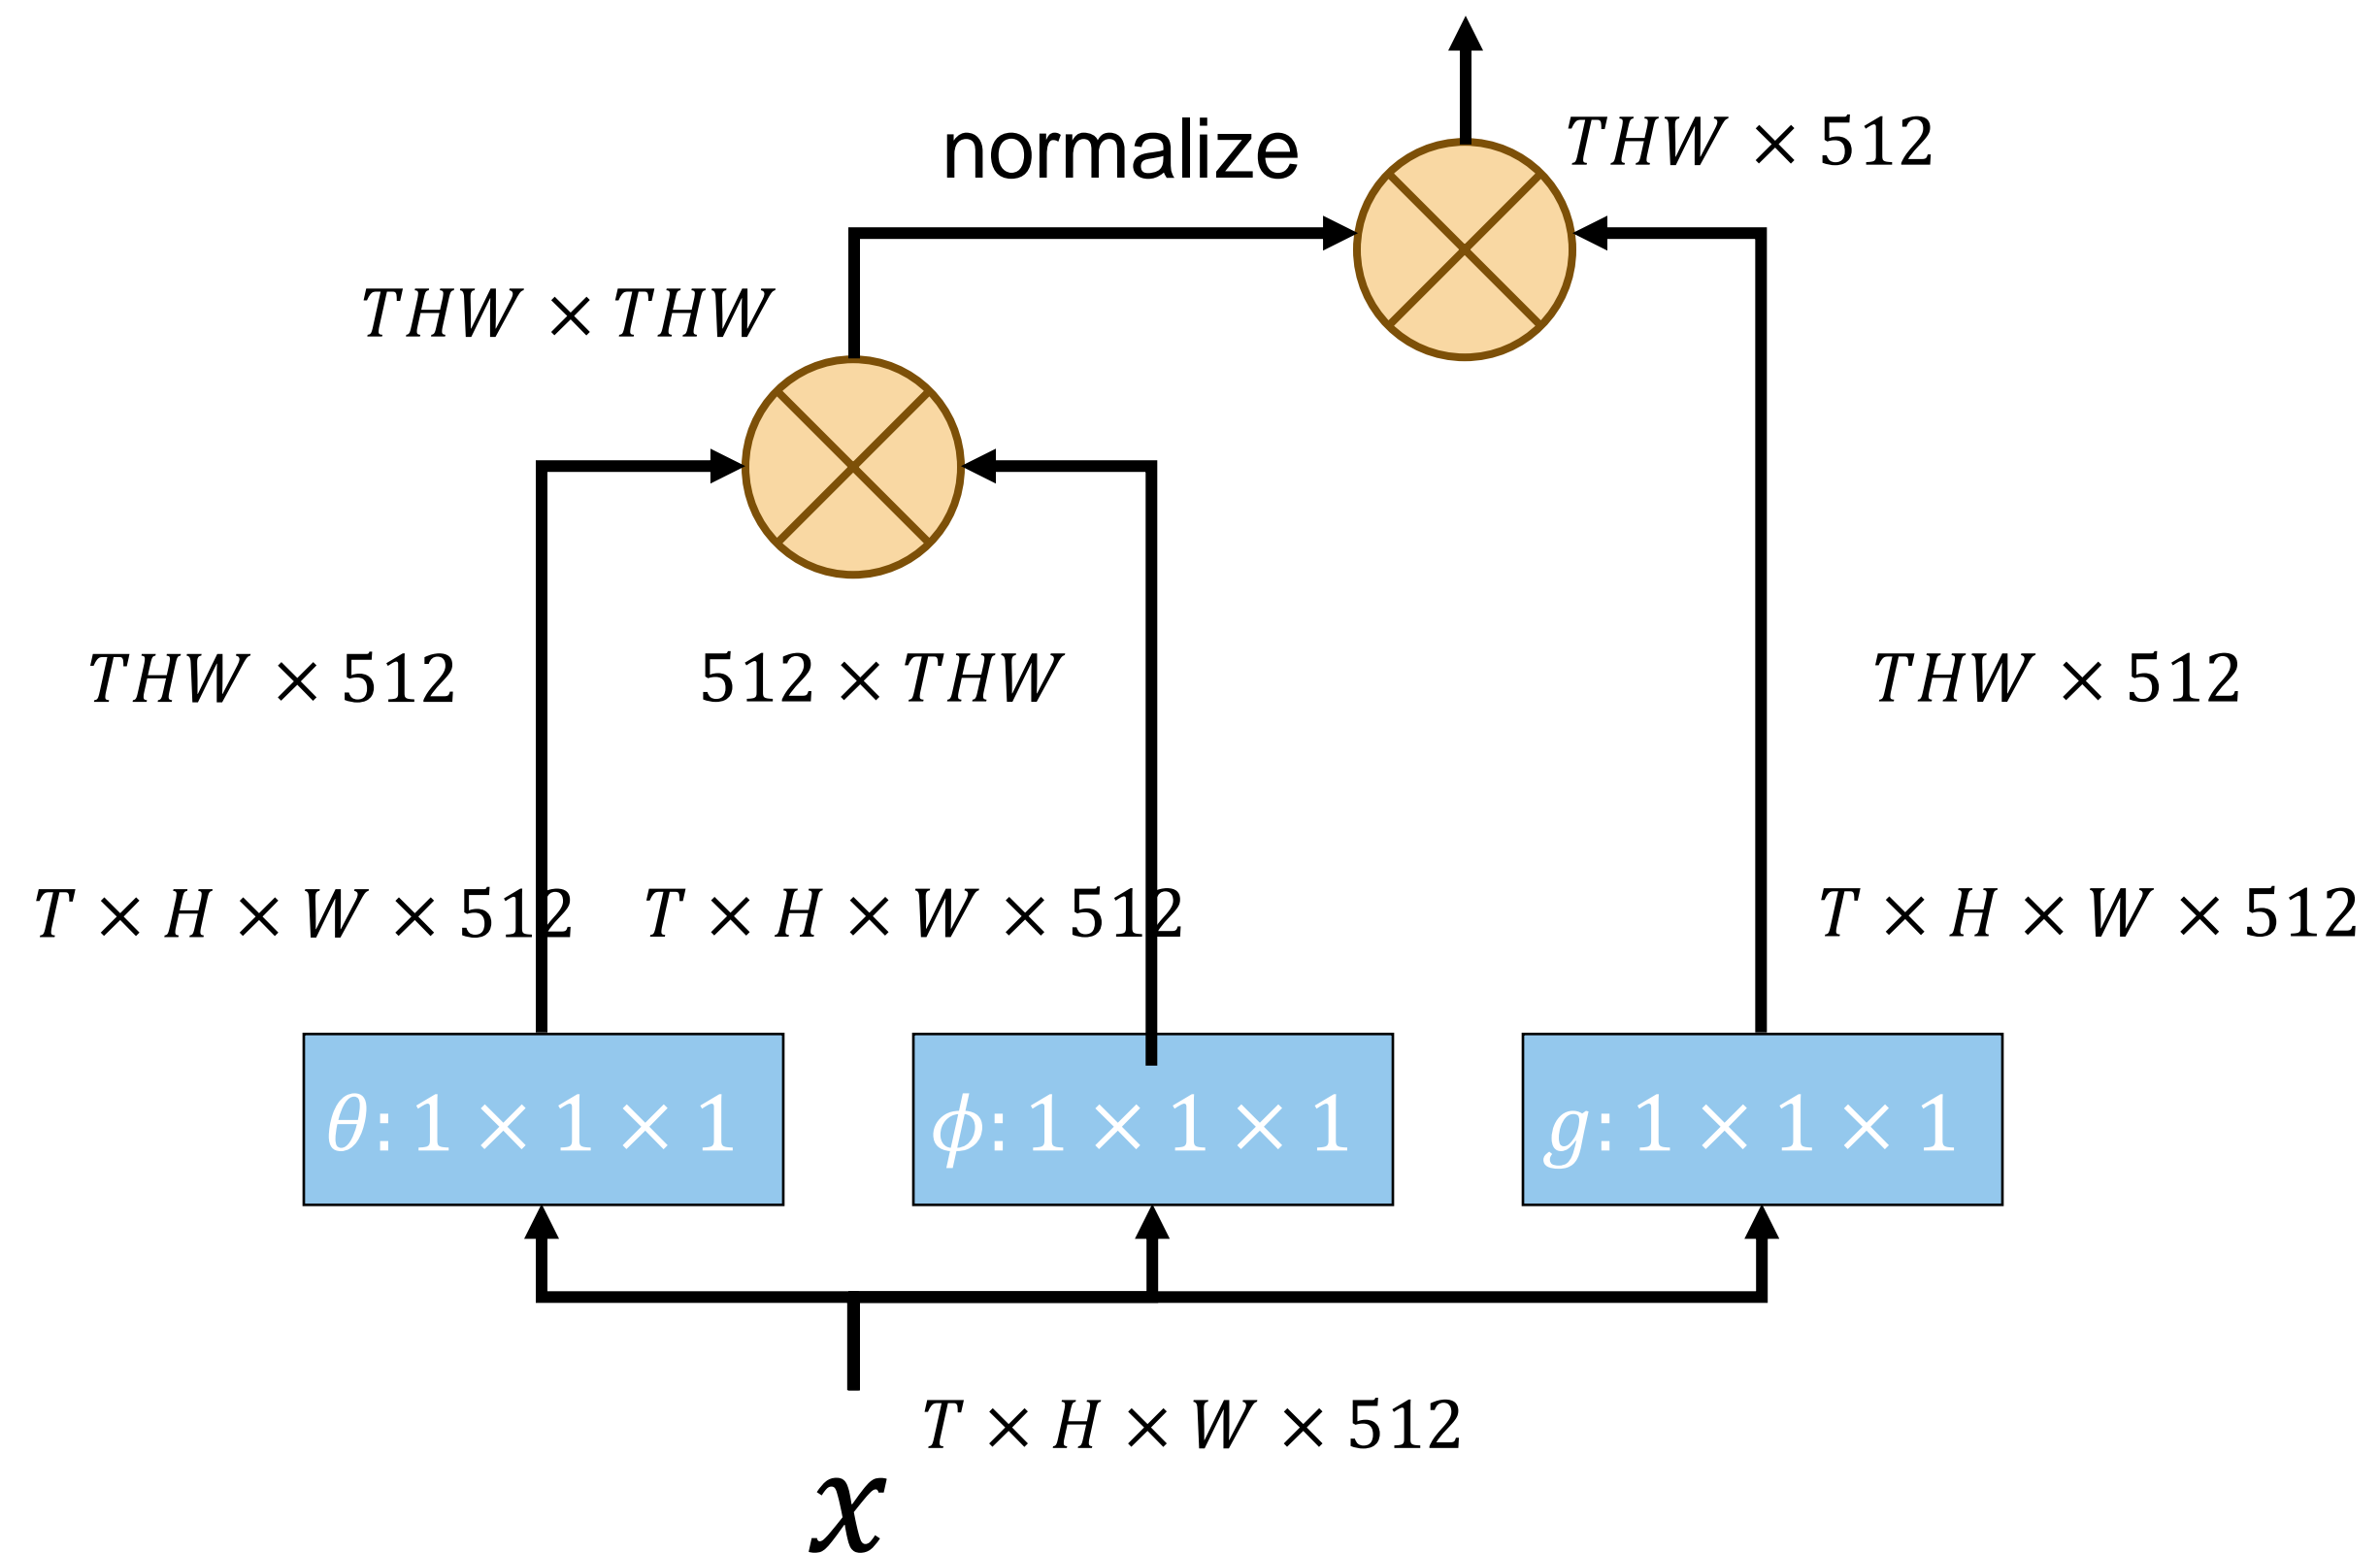 normalize
THW × 512
THW × THW
THW × 512
512 × THW
THW × 512
T × H × W × 512
T × H × W × 512
T × H × W × 512
θ: 1 × 1 × 1
ϕ: 1 × 1 × 1
g: 1 × 1 × 1
T × H × W × 512
x